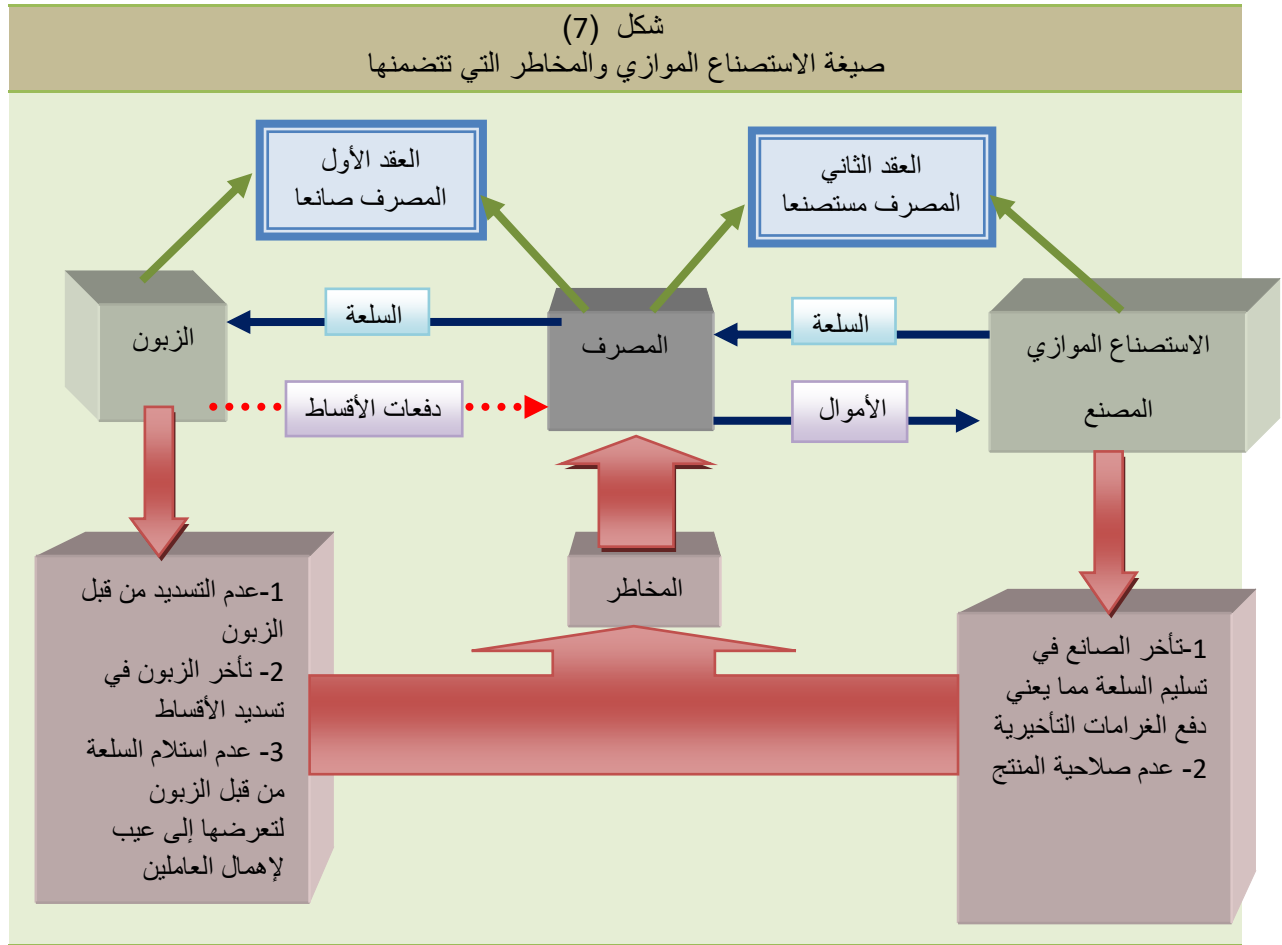 شكل (7)
صيغة الاستصناع الموازي والمخاطر التي تتضمنها
العقد الثاني
المصرف مستصنعا
العقد الأول
المصرف صانعا
الاستصناع الموازي
المصنع
السلعة
الأموال
المصرف
السلعة
دفعات الأقساط
الزبون
المخاطر
1-تأخر الصانع في
تسليم السلعة مما يعني
دفع الغرامات التأخيرية
2- عدم صلاحية المنتج
1-عدم التسديد من قبل
الزبون
2- تأخر الزبون في
تسديد الأقساط
3- عدم استلام السلعة
من قبل الزبون
لتعرضها إلى عيب
لإهمال العاملين